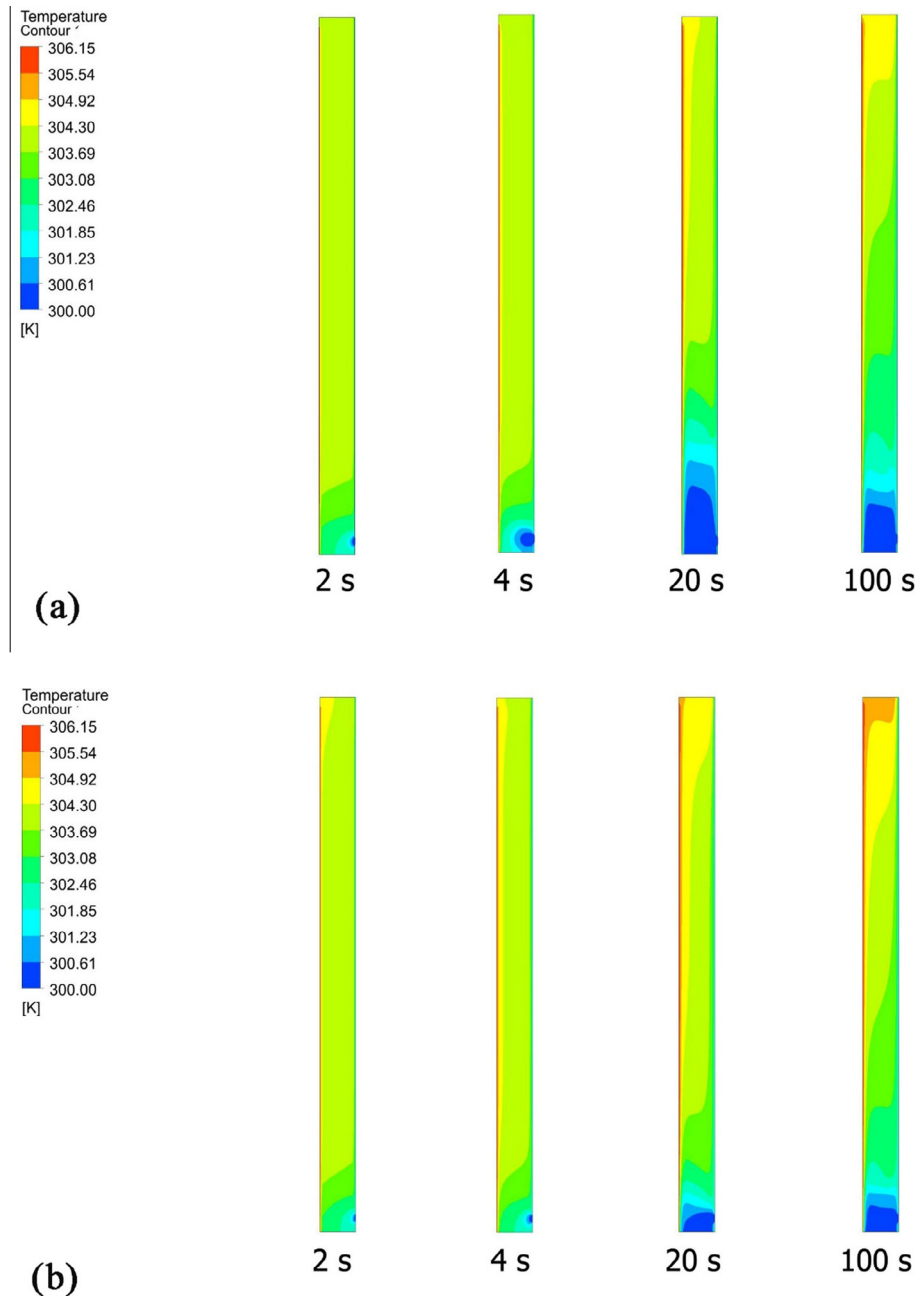 Temperature
Contour
306.15
305.54
304.92
304.30
303.69
303.08
302.46
301.85
301.23
300.61
300.00
[K]
2 s
4 s
20 s
100 s
(a)
Temperature
Contour
306.15
305.54
304.92
304.30
303.69
303.08
302.46
301.85
301.23
300.61
300.00
[K]
2 s
4 s
20 s
100 s
(b)